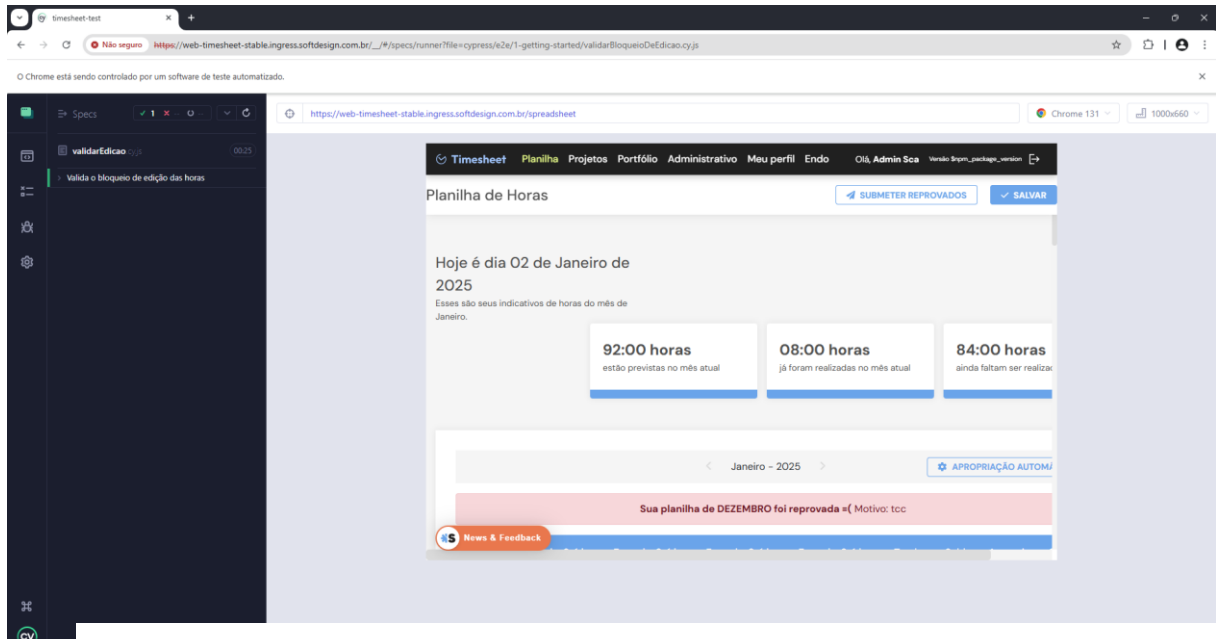 timesheet-test
Não seguro https://web-timesheet-stable.ingress.softdesign.com.br/__/#/specs/runner?file=cypress/e2e/1-getting-started/validarBloqueioDeEdicao.cy.js
O Chrome está sendo controlado por um software de teste automatizado.
Specs 1 -- --
https://web-timesheet-stable.ingress.softdesign.com.br/spreadsheet
Chrome 131
1000x660
validarEdicao.cy.js 00:25
Valida o bloqueio de edição das horas
Timesheet Planilha Projetos Portfólio Administrativo Meu perfil Endo Olá, Admin Sca Versão $npm_package_version
Planilha de Horas
SUBMETER REPROVADOS
SALVAR
Hoje é dia 02 de Janeiro de
2025
Esses são seus indicativos de horas do mês de
Janeiro.
92:00 horas
estão previstas no mês atual
08:00 horas
já foram realizadas no mês atual
84:00 horas
ainda faltam ser realiza
Janeiro - 2025
APROPRIAÇÃO AUTOM
Sua planilha de DEZEMBRO foi reprovada =( Motivo: tcc
S News & Feedback
CY